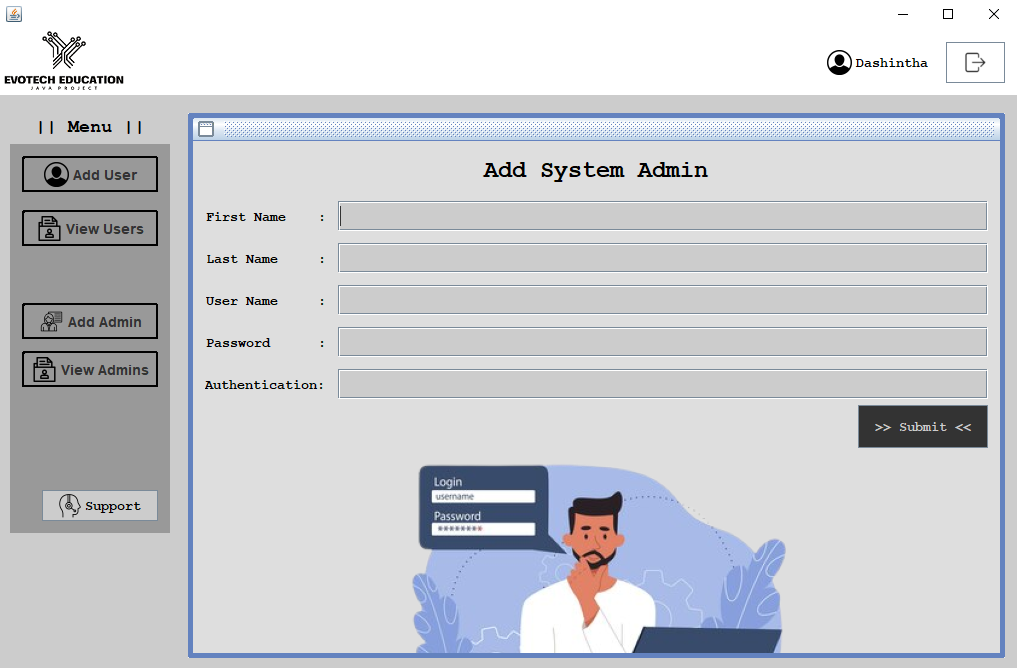 EVOTECH EDUCATION
JAVA PROJECT
Dashintha
|| Menu ||
Add User
View Users
Add Admin
View Admins
Support
Add System Admin
First Name :
Last Name :
User Name :
Password :
Authentication:
>> Submit <<
Login
username
Password
********